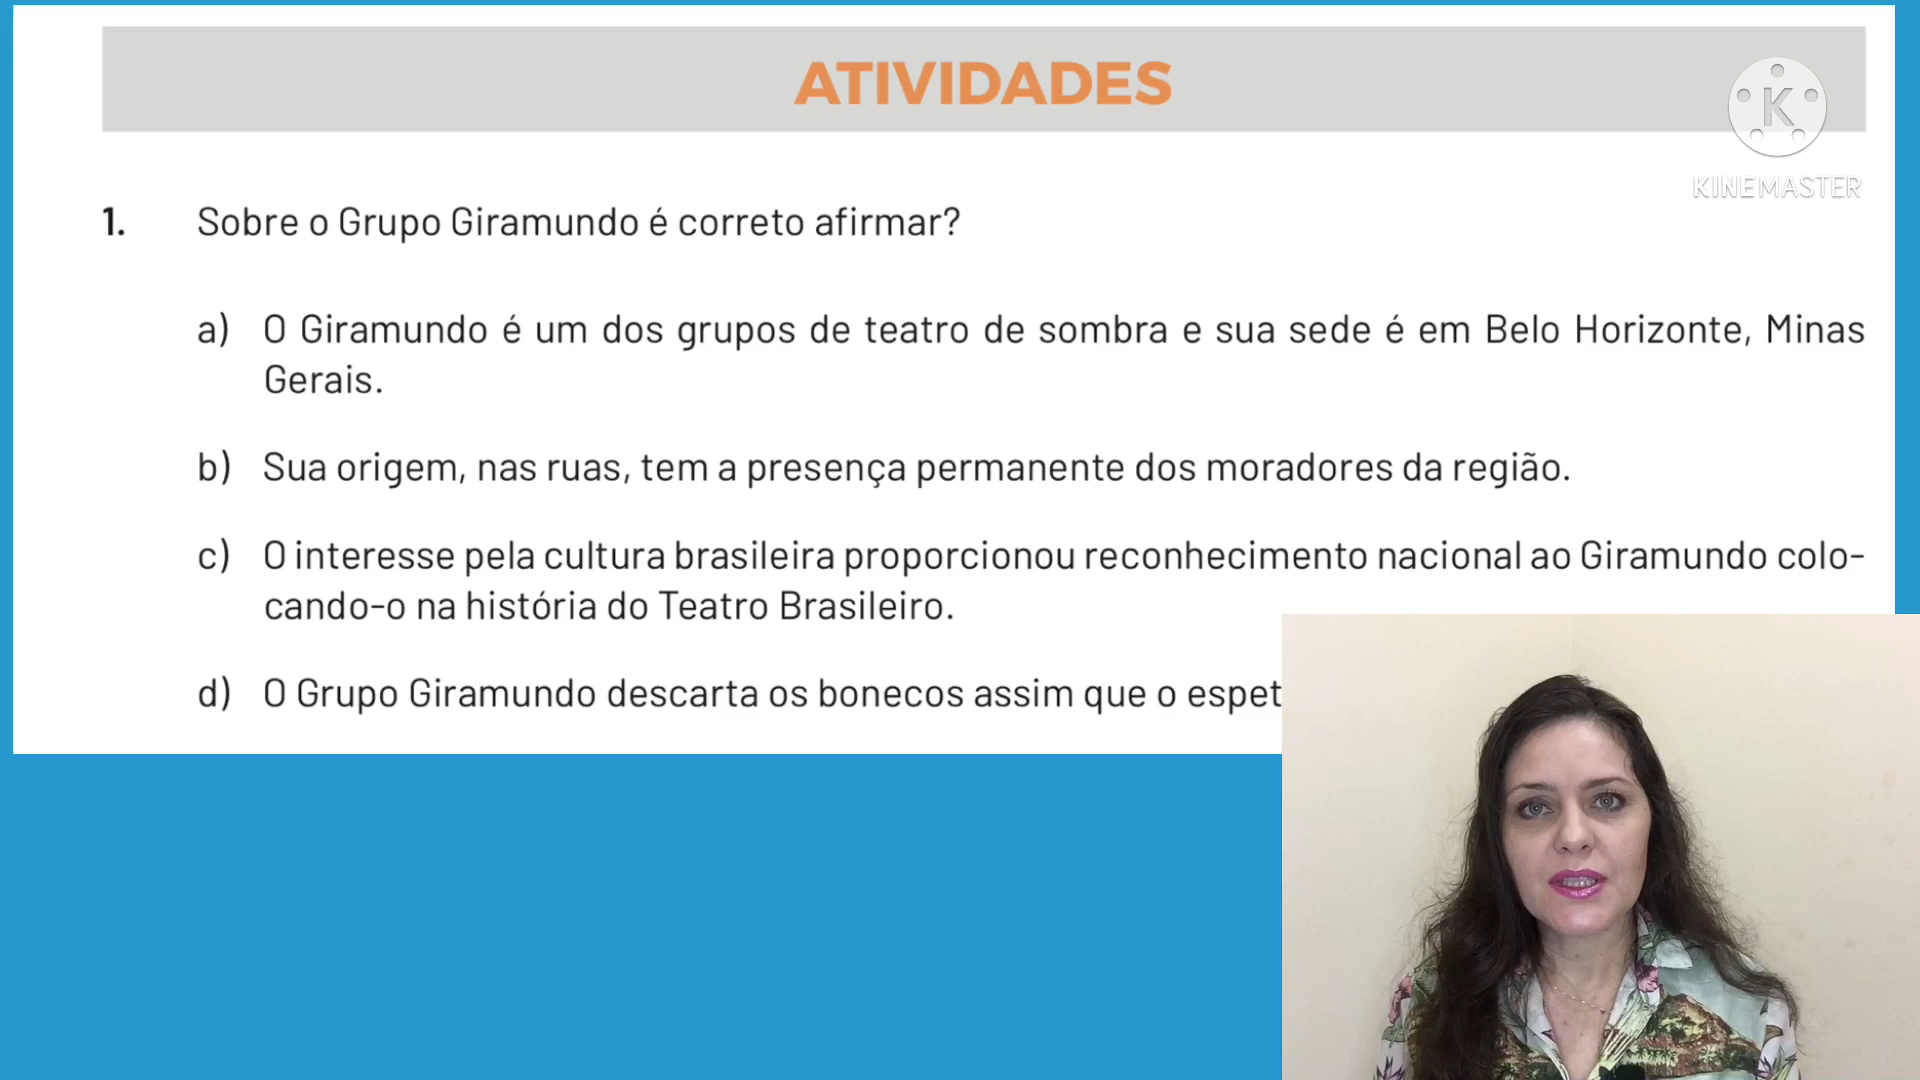 ATIVIDADES
K
KINEMASTER
1. Sobre o Grupo Giramundo é correto afirmar?
a) O Giramundo é um dos grupos de teatro de sombra e sua sede é em Belo Horizonte, Minas
Gerais.
b) Sua origem, nas ruas, tem a presença permanente dos moradores da região.
c) O interesse pela cultura brasileira proporcionou reconhecimento nacional ao Giramundo colo-
cando-o na história do Teatro Brasileiro.
d) O Grupo Giramundo descarta os bonecos assim que o espet